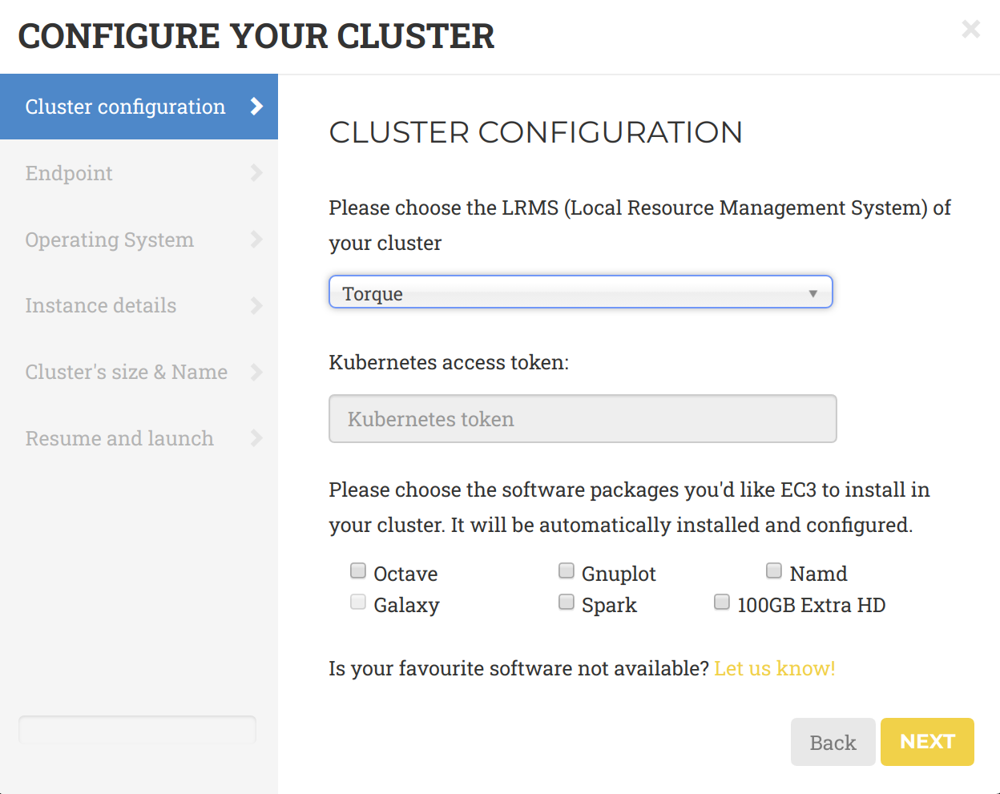 CONFIGURE YOUR CLUSTER
Cluster configuration
Endpoint
Operating System
Instance details
Cluster's size & Name
Resume and launch
CLUSTER CONFIGURATION
Please choose the LRMS (Local Resource Management System) of
your cluster
Torque
Kubernetes access token:
Kubernetes token
Please choose the software packages you'd like EC3 to install in
your cluster. It will be automatically installed and configured.
Octave Gnuplot Namd
Galaxy Spark 100GB Extra HD
Is your favourite software not available? Let us know!
Back NEXT